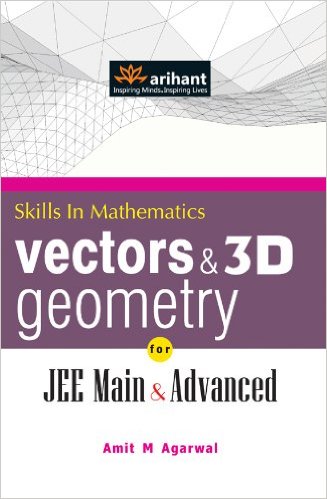 arihant
Inspiring Minds.Inspiring Lives
Skills In Mathematics
vectors & 3D
geometry
for
JEE Main & Advanced
Amit M Agarwal